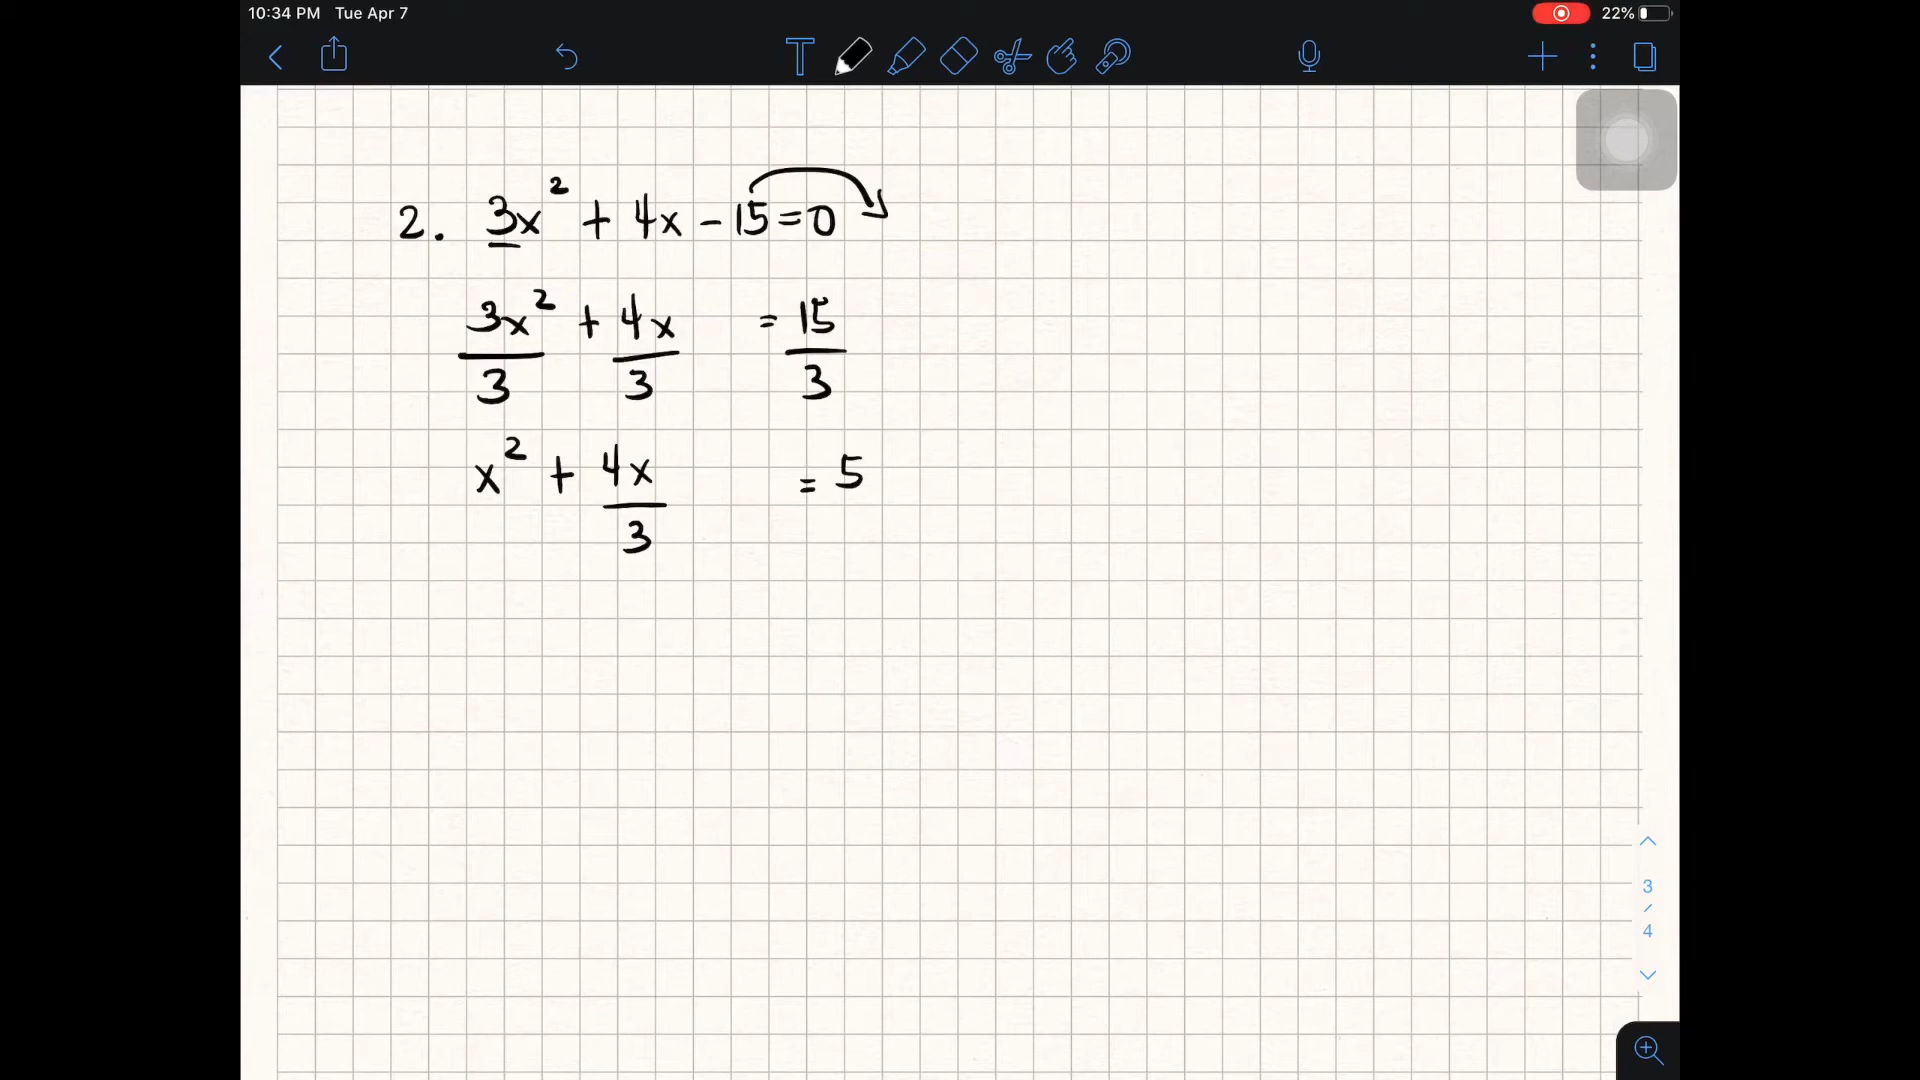 10:34 PM Tue Apr 7 22%
2. 3x² + 4x - 15 = 0
3x²/3 + 4x/3 = 15/3
x² + 4x/3 = 5
3
/
4